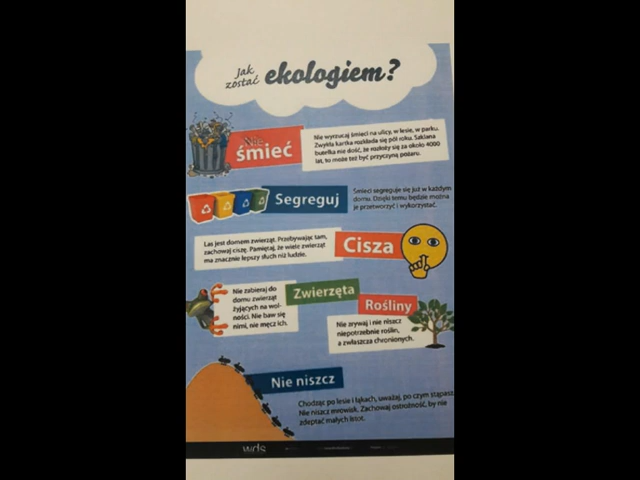 Jak
zostać ekologiem?
Nie
śmieć
Nie wyrzucaj śmieci na ulicy, w lesie, w parku.
Zwykła kartka rozkłada się pół roku. Szklana
butelka nie dość, że rozłoży się za około 4000
lat, to może też być przyczyną pożaru.
Segreguj
Śmieci segreguje się już w każdym
domu. Dzięki temu będzie można
je przetworzyć i wykorzystać.
Las jest domem zwierząt. Przebywając tam,
zachowaj ciszę. Pamiętaj, że wiele zwierząt
ma znacznie lepszy słuch niż ludzie.
Cisza
Nie zabieraj do
domu zwierząt
żyjących na wol-
ności. Nie baw się
nimi, nie męcz ich.
Zwierzęta
Rośliny
Nie zrywaj i nie niszcz
niepotrzebnie roślin,
a zwłaszcza chronionych.
Nie niszcz
Chodząc po lesie i łąkach, uważaj, po czym stąpasz.
Nie niszcz mrowisk. Zachowaj ostrożność, by nie
zdeptać małych istot.
wds